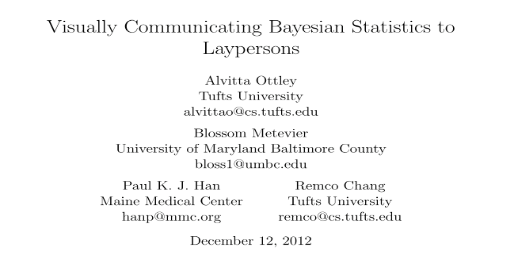 Visually Communicating Bayesian Statistics to
Laypersons
Alvitta Ottley
Tufts University
alvittao@cs.tufts.edu
Blossom Metevier
University of Maryland Baltimore County
bloss1@umbc.edu
Paul K. J. Han
Maine Medical Center
hanp@mmc.org
Remco Chang
Tufts University
remco@cs.tufts.edu
December 12, 2012